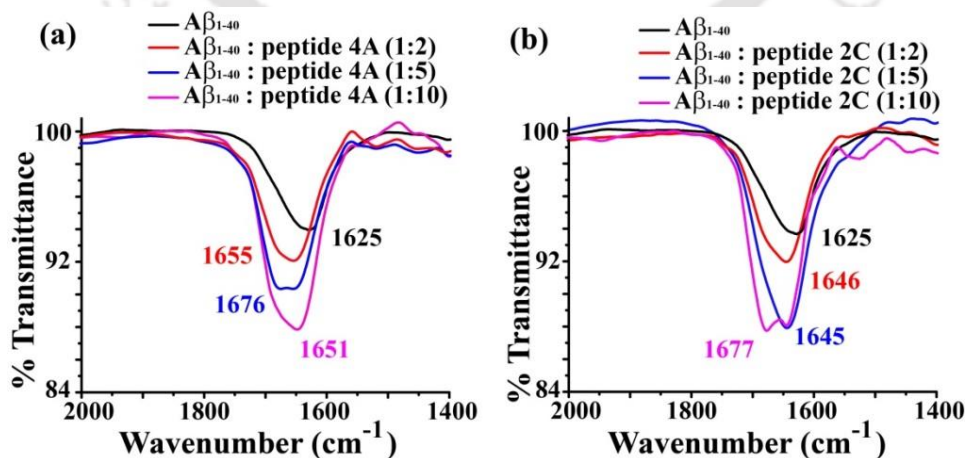 (a)
Aβ₁₋₄₀
Aβ₁₋₄₀ : peptide 4A (1:2)
Aβ₁₋₄₀ : peptide 4A (1:5)
Aβ₁₋₄₀ : peptide 4A (1:10)
% Transmittance
100
92
84
1625
1655
1676
1651
2000 1800 1600 1400
Wavenumber (cm⁻¹)
(b)
Aβ₁₋₄₀
Aβ₁₋₄₀ : peptide 2C (1:2)
Aβ₁₋₄₀ : peptide 2C (1:5)
Aβ₁₋₄₀ : peptide 2C (1:10)
% Transmittance
100
92
84
1625
1646
1645
1677
2000 1800 1600 1400
Wavenumber (cm⁻¹)